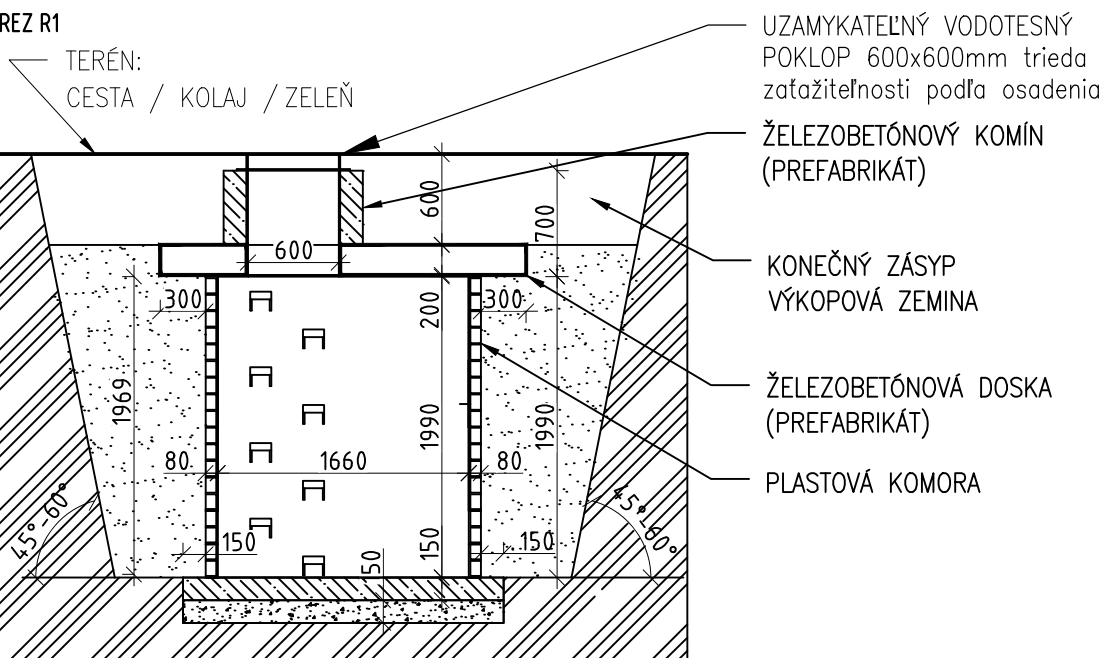 REZ R1
TERÉN:
CESTA / KOLAJ / ZELEŇ
UZAMYKATEĽNÝ VODOTESNÝ
POKLOP 600x600mm trieda
zaťažiteľnosti podľa osadenia
ŽELEZOBETÓNOVÝ KOMÍN
(PREFABRIKÁT)
KONEČNÝ ZÁSYP
VÝKOPOVÁ ZEMINA
ŽELEZOBETÓNOVÁ DOSKA
(PREFABRIKÁT)
PLASTOVÁ KOMORA
600
700
600
300
200
300
1969
1990
1990
80
1660
80
45°-60°
45°-60°
150
150
150
150